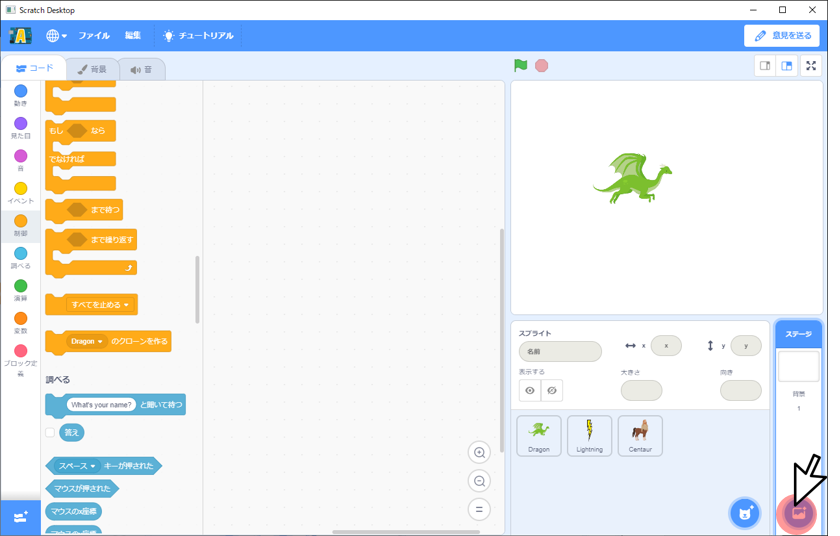 Scratch Desktop
ファイル 編集 チュートリアル 意見を送る
コード 背景 音
動き
見た目
音
イベント
制御
調べる
演算
変数
ブロック定義
もし なら
でなければ
まで待つ
まで繰り返す
すべてを止める
Dragon のクローンを作る
調べる
What's your name? と聞いて待つ
答え
スペース キーが押された
マウスが押された
マウスのx座標
スプライト
名前
x x
y y
表示する
大きさ
向き
Dragon
Lightning
Centaur
ステージ
背景
1